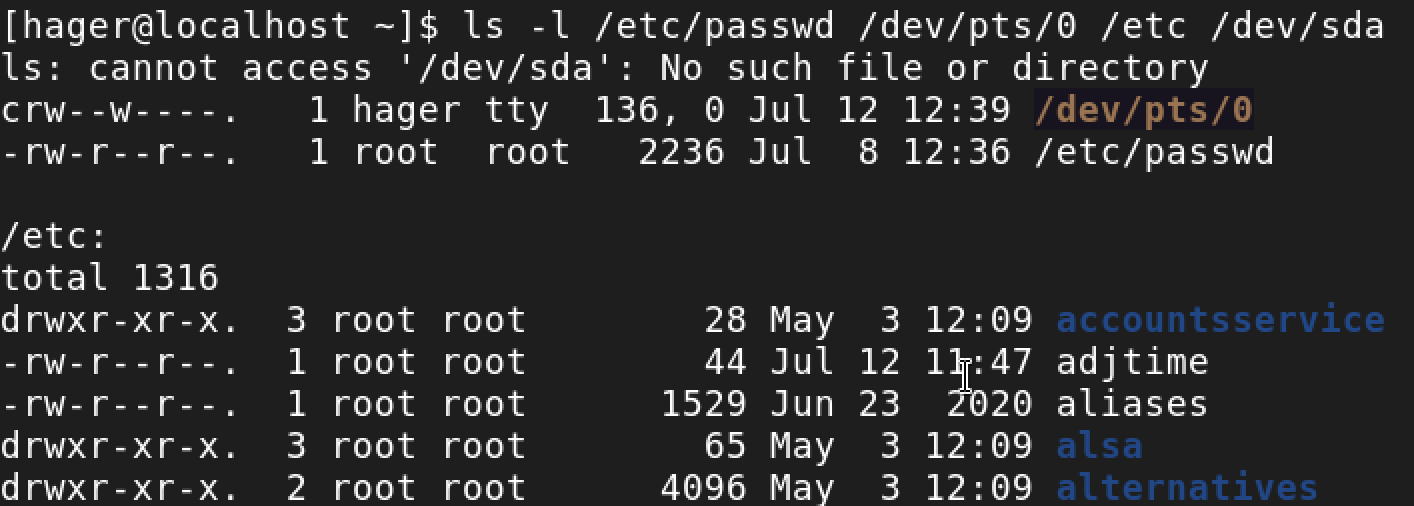 [hager@localhost ~]$ ls -l /etc/passwd /dev/pts/0 /etc /dev/sda
ls: cannot access '/dev/sda': No such file or directory
crw--w----.   1 hager tty  136, 0 Jul 12 12:39 /dev/pts/0
-rw-r--r--.   1 root  root   2236 Jul  8 12:36 /etc/passwd

/etc:
total 1316
drwxr-xr-x.  3 root root        28 May  3 12:09 accountsservice
-rw-r--r--.  1 root root        44 Jul 12 11:47 adjtime
-rw-r--r--.  1 root root      1529 Jun 23  2020 aliases
drwxr-xr-x.  3 root root        65 May  3 12:09 alsa
drwxr-xr-x.  2 root root      4096 May  3 12:09 alternatives